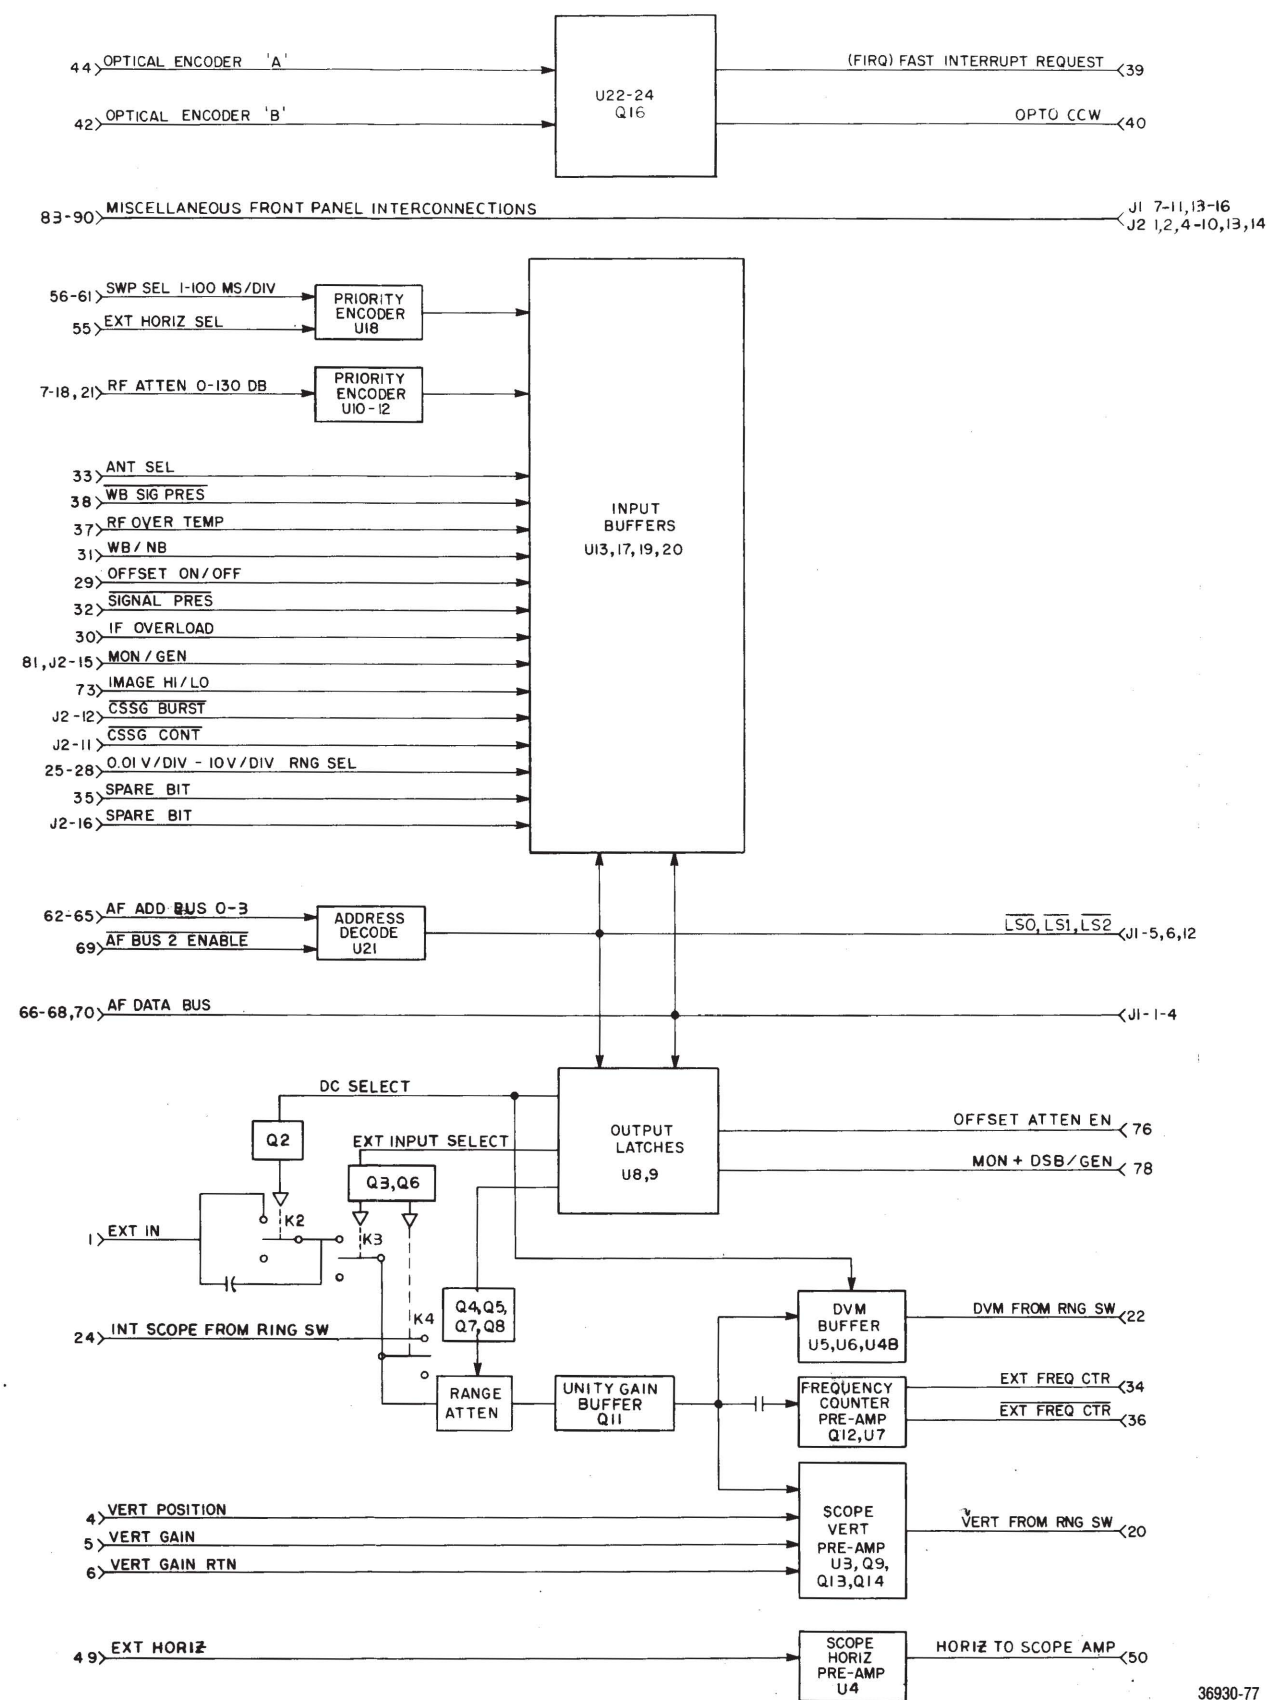 44 OPTICAL ENCODER 'A'
(FIRQ) FAST INTERRUPT REQUEST 39
U22-24
Q16
42 OPTICAL ENCODER 'B'
OPTO CCW 40
83-90 MISCELLANEOUS FRONT PANEL INTERCONNECTIONS
J1 7-11,13-16
J2 1,2,4-10,13,14
56-61 SWP SEL 1-100 MS/DIV
55 EXT HORIZ SEL
PRIORITY
ENCODER
U18
7-18,21 RF ATTEN 0-130 DB
PRIORITY
ENCODER
U10-12
33 ANT SEL
38 WB SIG PRES
37 RF OVER TEMP
31 WB/NB
29 OFFSET ON/OFF
32 SIGNAL PRES
30 IF OVERLOAD
81,J2-15 MON/GEN
73 IMAGE HI/LO
J2-12 CSSG BURST
J2-11 CSSG CONT
25-28 0.01V/DIV - 10V/DIV RNG SEL
35 SPARE BIT
J2-16 SPARE BIT
INPUT
BUFFERS
U13,17,19,20
62-65 AF ADD BUS 0-3
69 AF BUS 2 ENABLE
ADDRESS
DECODE
U21
LS0, LS1, LS2 J1-5,6,12
66-68,70 AF DATA BUS
J1-1-4
DC SELECT
Q2
EXT INPUT SELECT
Q3,Q6
OUTPUT
LATCHES
U8,9
OFFSET ATTEN EN 76
MON + DSB/GEN 78
1 EXT IN
K2
K3
K4
24 INT SCOPE FROM RING SW
Q4,Q5,
Q7,Q8
RANGE
ATTEN
UNITY GAIN
BUFFER
Q11
DVM
BUFFER
U5,U6,U4B
DVM FROM RNG SW 22
FREQUENCY
COUNTER
PRE-AMP
Q12,U7
EXT FREQ CTR 34
EXT FREQ CTR 36
4 VERT POSITION
5 VERT GAIN
6 VERT GAIN RTN
SCOPE
VERT
PRE-AMP
U3,Q9,
Q13,Q14
VERT FROM RNG SW 20
49 EXT HORIZ
SCOPE
HORIZ
PRE-AMP
U4
HORIZ TO SCOPE AMP 50
36930-77